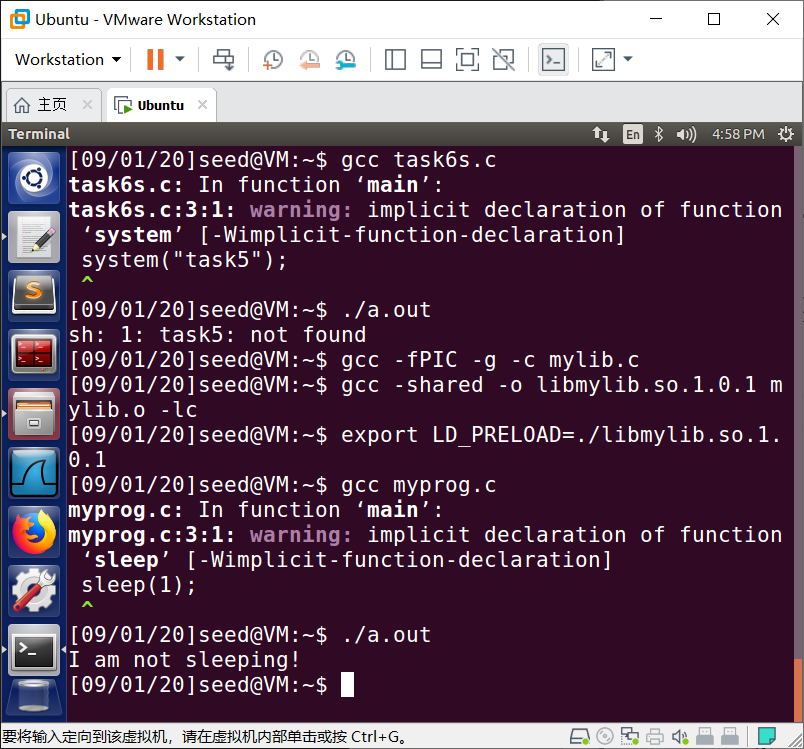 Ubuntu - VMware Workstation
Workstation
主页
Ubuntu
Terminal
En
4:58 PM
[09/01/20]seed@VM:~$ gcc task6s.c
task6s.c: In function ‘main’:
task6s.c:3:1: warning: implicit declaration of function
‘system’ [-Wimplicit-function-declaration]
system("task5");
^
[09/01/20]seed@VM:~$ ./a.out
sh: 1: task5: not found
[09/01/20]seed@VM:~$ gcc -fPIC -g -c mylib.c
[09/01/20]seed@VM:~$ gcc -shared -o libmylib.so.1.0.1 m
ylib.o -lc
[09/01/20]seed@VM:~$ export LD_PRELOAD=./libmylib.so.1.
0.1
[09/01/20]seed@VM:~$ gcc myprog.c
myprog.c: In function ‘main’:
myprog.c:3:1: warning: implicit declaration of function
‘sleep’ [-Wimplicit-function-declaration]
sleep(1);
^
[09/01/20]seed@VM:~$ ./a.out
I am not sleeping!
[09/01/20]seed@VM:~$
要将输入定向到该虚拟机，请在虚拟机内部单击或按 Ctrl+G。